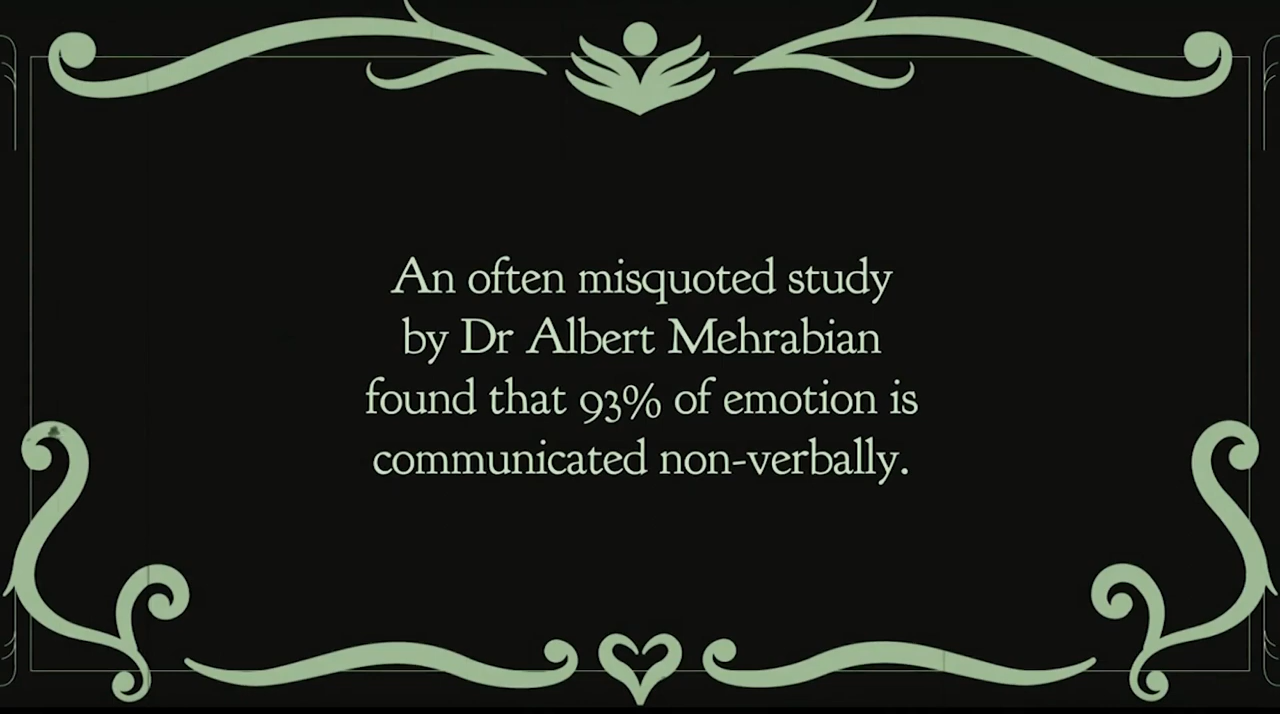 An often misquoted study
by Dr Albert Mehrabian
found that 93% of emotion is
communicated non-verbally.